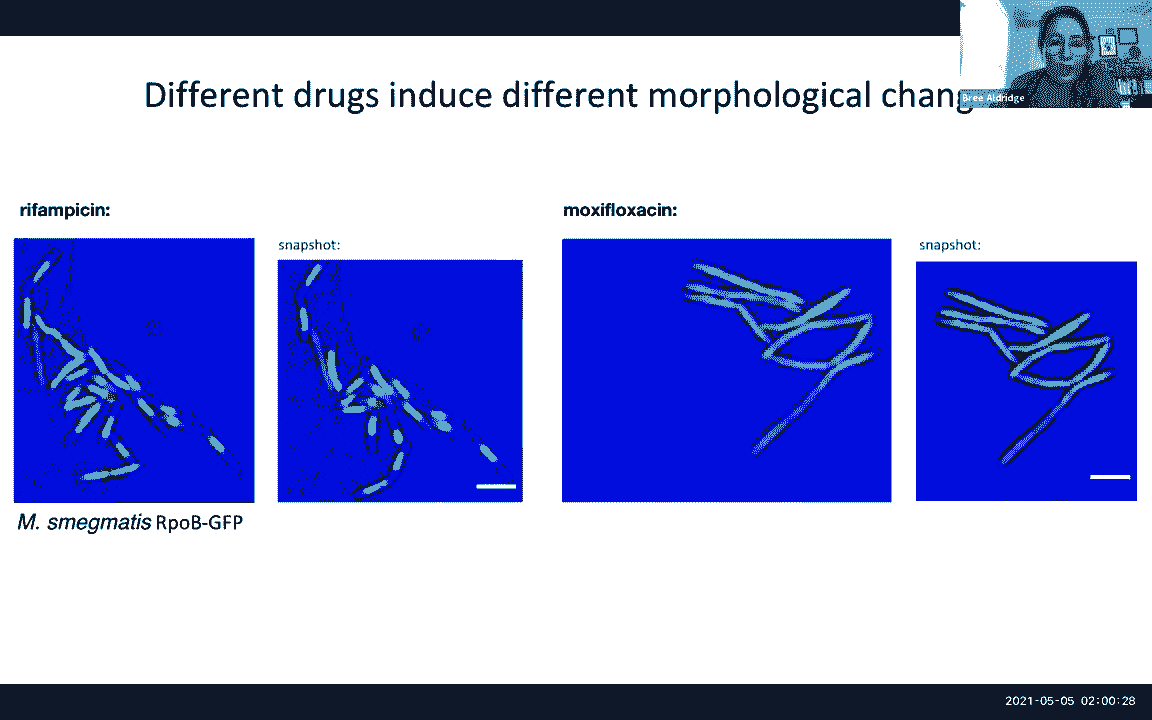 Different drugs induce different morphological chang
Bree Aldridge
rifampicin:
moxifloxacin:
snapshot:
snapshot:
M. smegmatis RpoB-GFP
2021-05-05 02:00:28